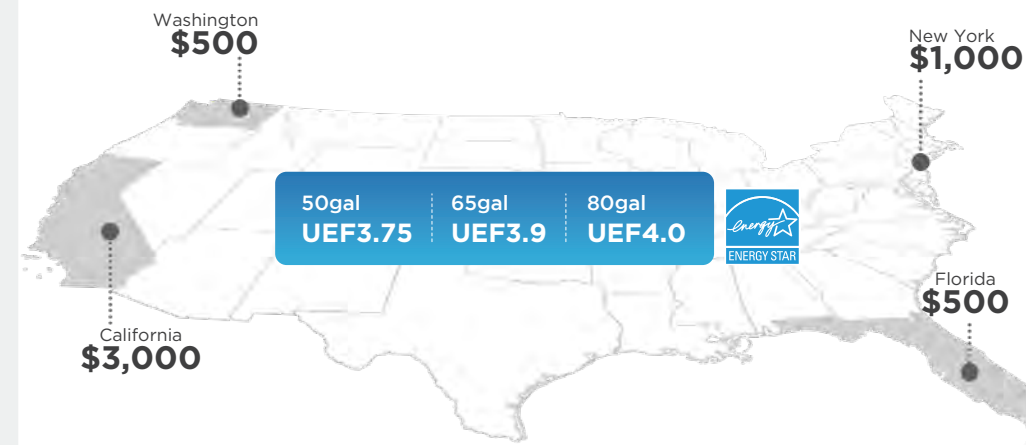 Washington
$500
New York
$1,000
50gal
UEF3.75
65gal
UEF3.9
80gal
UEF4.0
energy
ENERGY STAR
Florida
$500
California
$3,000